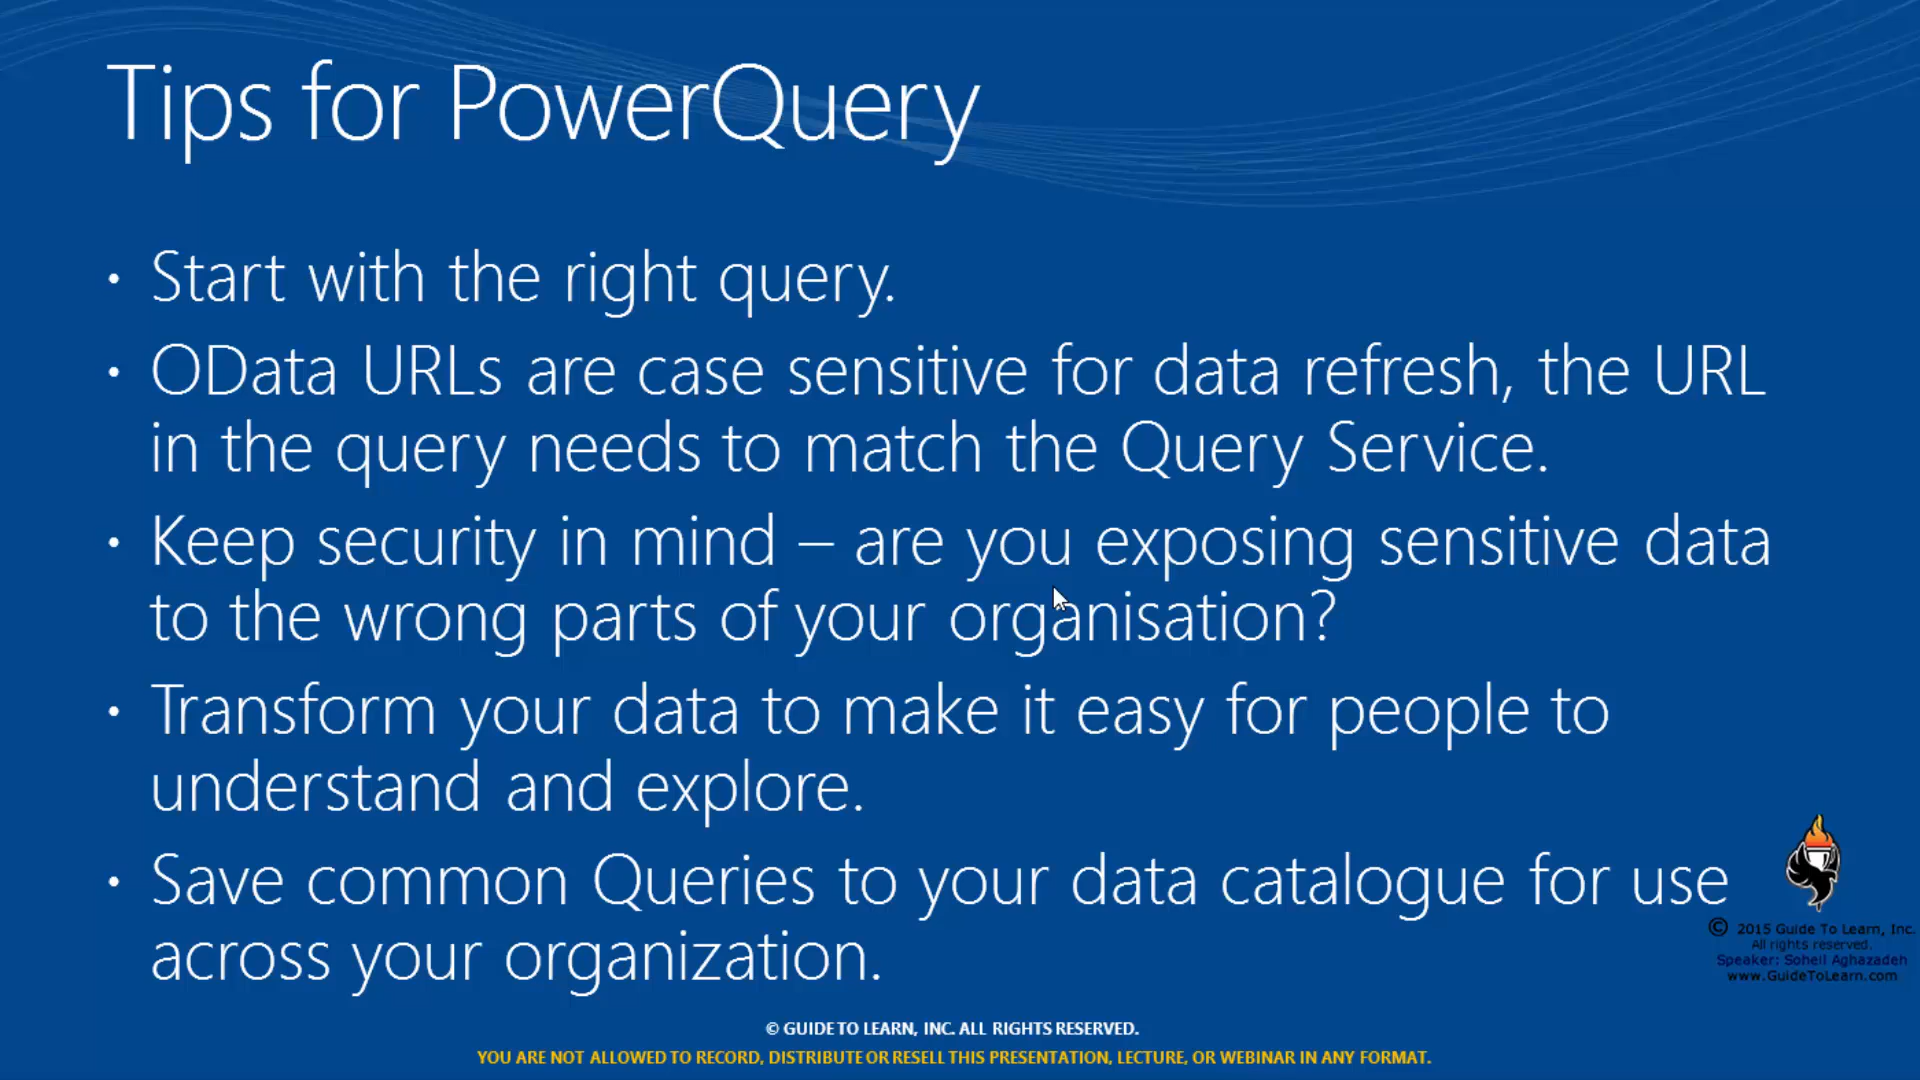 Tips for PowerQuery
• Start with the right query.
• OData URLs are case sensitive for data refresh, the URL
in the query needs to match the Query Service.
• Keep security in mind – are you exposing sensitive data
to the wrong parts of your organisation?
• Transform your data to make it easy for people to
understand and explore.
• Save common Queries to your data catalogue for use
across your organization.
© 2015 Guide To Learn, Inc.
All rights reserved.
Speaker: Soheil Aghazadeh
www.GuideToLearn.com
© GUIDE TO LEARN, INC. ALL RIGHTS RESERVED.
YOU ARE NOT ALLOWED TO RECORD, DISTRIBUTE OR RESELL THIS PRESENTATION, LECTURE, OR WEBINAR IN ANY FORMAT.